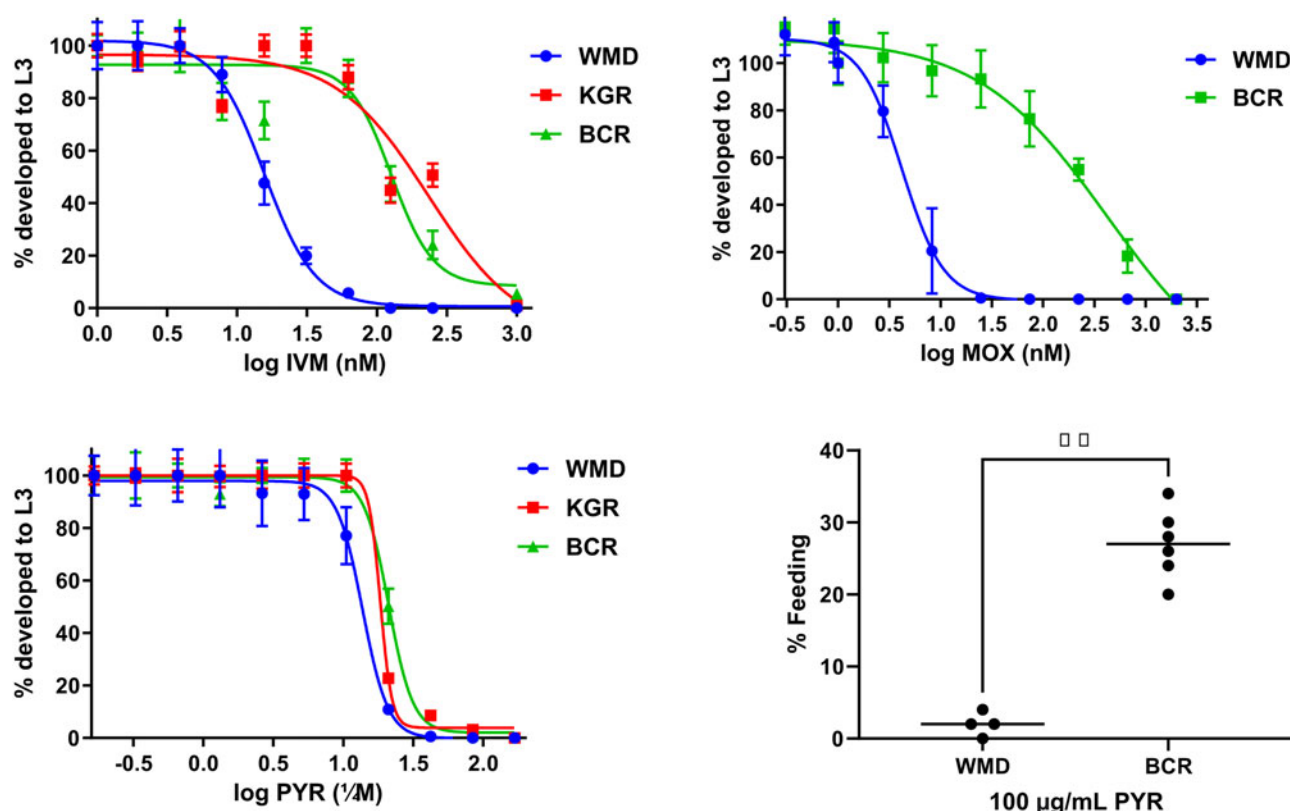 % developed to L3
100
80
60
40
20
0
0.0 0.5 1.0 1.5 2.0 2.5 3.0
log IVM (nM)
WMD
KGR
BCR
% developed to L3
100
80
60
40
20
0
-0.5 0.0 0.5 1.0 1.5 2.0 2.5 3.0 3.5
log MOX (nM)
WMD
BCR
% developed to L3
100
80
60
40
20
0
-0.5 0.0 0.5 1.0 1.5 2.0
log PYR (¼M)
WMD
KGR
BCR
% Feeding
40
30
20
10
0
WMD BCR
100 µg/mL PYR